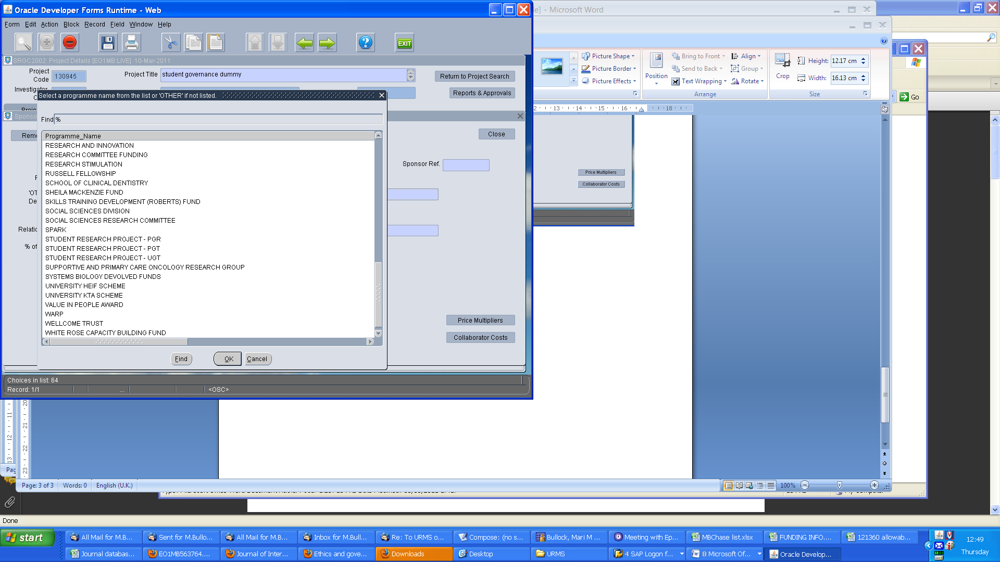 Oracle Developer Forms Runtime - Web
e] - Microsoft Word
Form Edit Action Block Record Field Window Help
EXIT
SRGC2002: Project Details [EO1MB:LIVE] 10-Mar-2011
Project Code 130945
Project Title student governance dummy
Return to Project Search
Investigator
Reports & Approvals
Select a programme name from the list or 'OTHER' if not listed.
Find %
Programme_Name
RESEARCH AND INNOVATION
RESEARCH COMMITTEE FUNDING
RESEARCH STIMULATION
RUSSELL FELLOWSHIP
SCHOOL OF CLINICAL DENTISTRY
SHEILA MACKENZIE FUND
SKILLS TRAINING DEVELOPMENT (ROBERTS) FUND
SOCIAL SCIENCES DIVISION
SOCIAL SCIENCES RESEARCH COMMITTEE
SPARK
STUDENT RESEARCH PROJECT - PGR
STUDENT RESEARCH PROJECT - PGT
STUDENT RESEARCH PROJECT - UGT
SUPPORTIVE AND PRIMARY CARE ONCOLOGY RESEARCH GROUP
SYSTEMS BIOLOGY DEVOLVED FUNDS
UNIVERSITY HEIF SCHEME
UNIVERSITY KTA SCHEME
VALUE IN PEOPLE AWARD
WARP
WELLCOME TRUST
WHITE ROSE CAPACITY BUILDING FUND
Find OK Cancel
Sponso
Rem
'OT
De
Relatio
% of
Close
Sponsor Ref.
Price Multipliers
Collaborator Costs
Choices in list: 64
Record: 1/1 ... <OSC>
Picture Shape
Picture Border
Picture Effects
Position
Bring to Front
Send to Back
Text Wrapping
Align
Group
Rotate
Arrange
Crop
Height: 12.17 cm
Width: 16.13 cm
Size
Go
2 13 14 15 16 18
Price Multipliers
Collaborator Costs
11 12 13
20 21 22 23
Pag
Page: 3 of 3 Words: 0 English (U.K.)
100%
Done
start
All Mail for M.B... Sent for M.Bullo... All Mail for M.B... Inbox for M.Bull... Re: To URMS o... Compose: (no s... Bullock, Mari M ... Meeting with Ep... MBChase list.xlsx FUNDING INFO.... 121360 allowab...
Journal databas... EO1MB563764.... Journal of Inter... Ethics and gove... Downloads Desktop URMS 4 SAP Logon f... 8 Microsoft Of... Oracle Develop...
12:49
Thursday